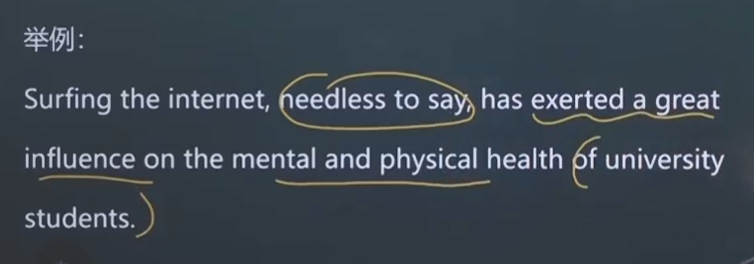 举例：
Surfing the internet, needless to say, has exerted a great
influence on the mental and physical health of university
students.